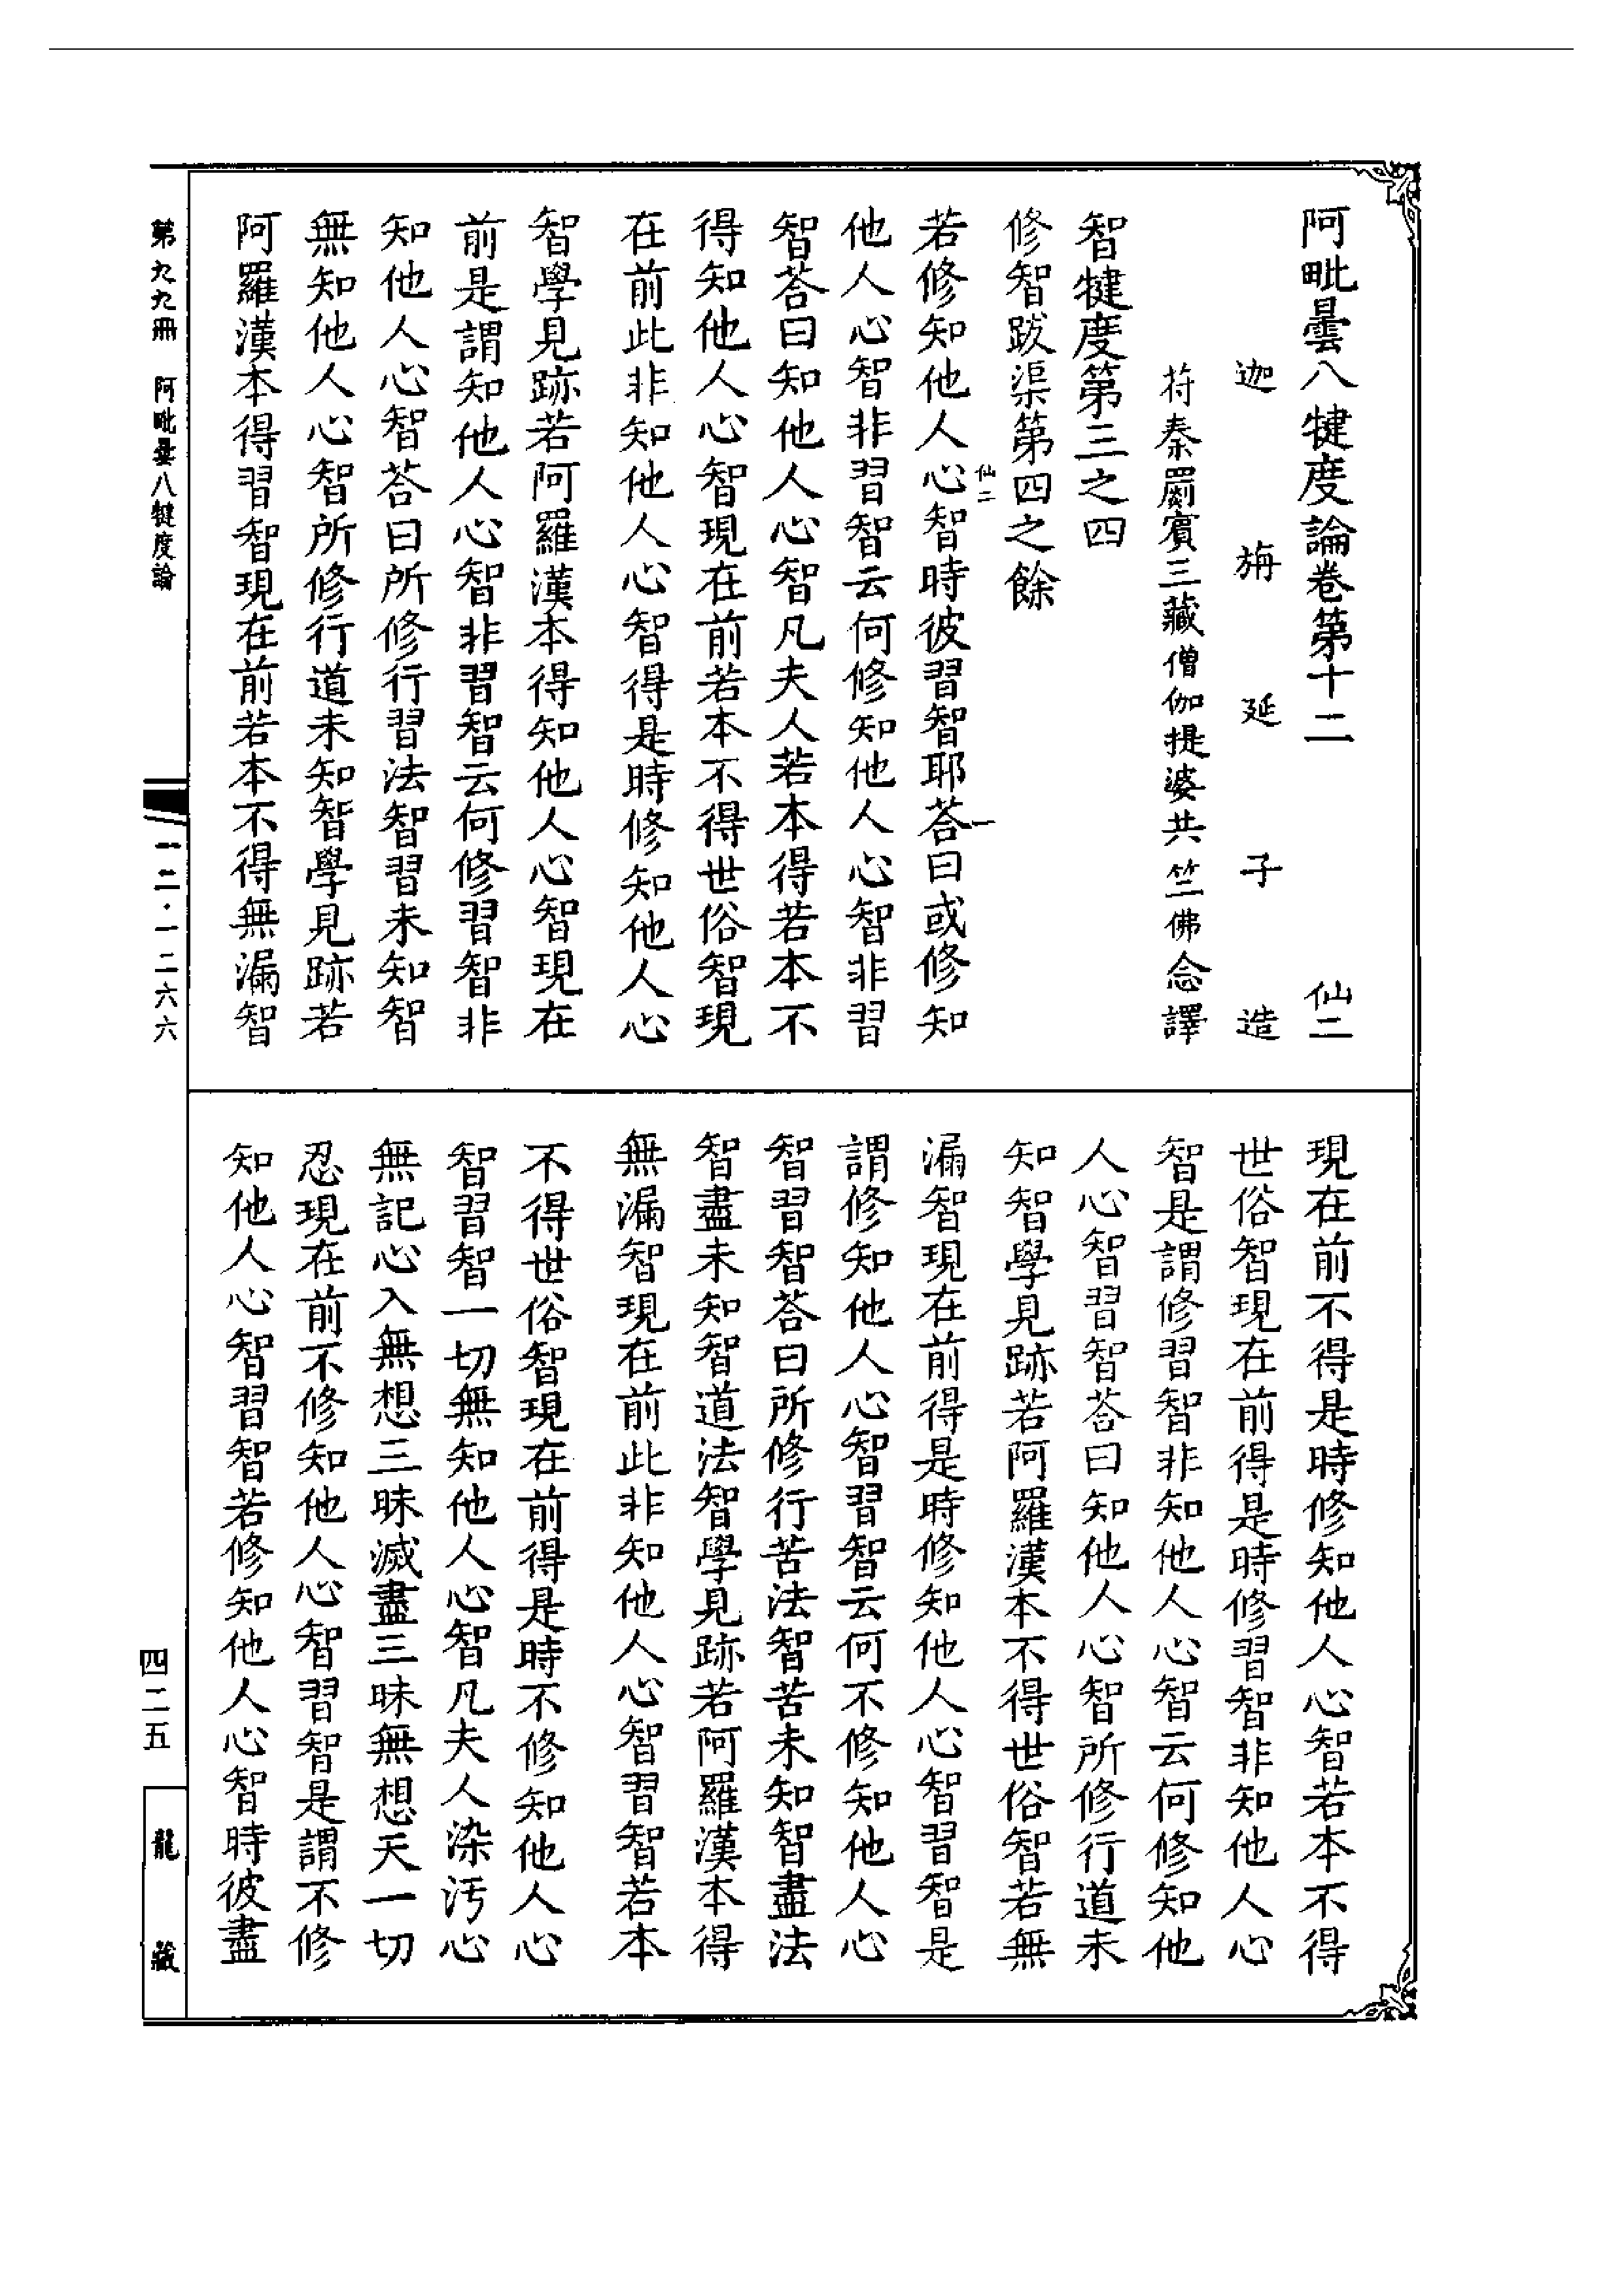 阿毗曇八犍度論卷第十二　仙二
迦旃延子造
苻秦罽賓三藏僧伽提婆共竺佛念譯
智犍度第三之四
修智跋渠第四之餘
仙二　一
若修知他人心智時彼習智耶荅曰或修知
他人心智非習智云何修知他人心智非習
智荅曰知他人心智凡夫人若本得若本不
得知他人心智現在前若本不得世俗智現
在前此非知他人心智得是時修知他人心
智學見跡若阿羅漢本得知他人心智現在
前是謂知他人心智非習智云何修習智非
知他人心智荅曰所修行習法智習未知智
無知他人心智所修行道未知智學見跡若
阿羅漢本得習智現在前若本不得無漏智
現在前不得是時修知他人心智若本不得
世俗智現在前得是時修習智非知他人心
智是謂修習智非知他人心智云何修知他
人心智習智荅曰知他人心智所修行道未
知智學見跡若阿羅漢本不得世俗智若無
漏智現在前得是時修知他人心智習智是
謂修知他人心智習智云何不修知他人心
智習智荅曰所修行苦法智苦未知智盡法
智盡未知智道法智學見跡若阿羅漢本得
無漏智現在前此非知他人心智習智若本
不得世俗智現在前得是時不修知他人心
智習智一切無知他人心智凡夫人染汚心
無記心入無想三昧滅盡三昧無想天一切
忍現在前不修知他人心智習智是謂不修
知他人心智習智若修知他人心智時彼盡
第九九冊　阿毗曇八犍度論
一二·一二六六
四二五
龍藏